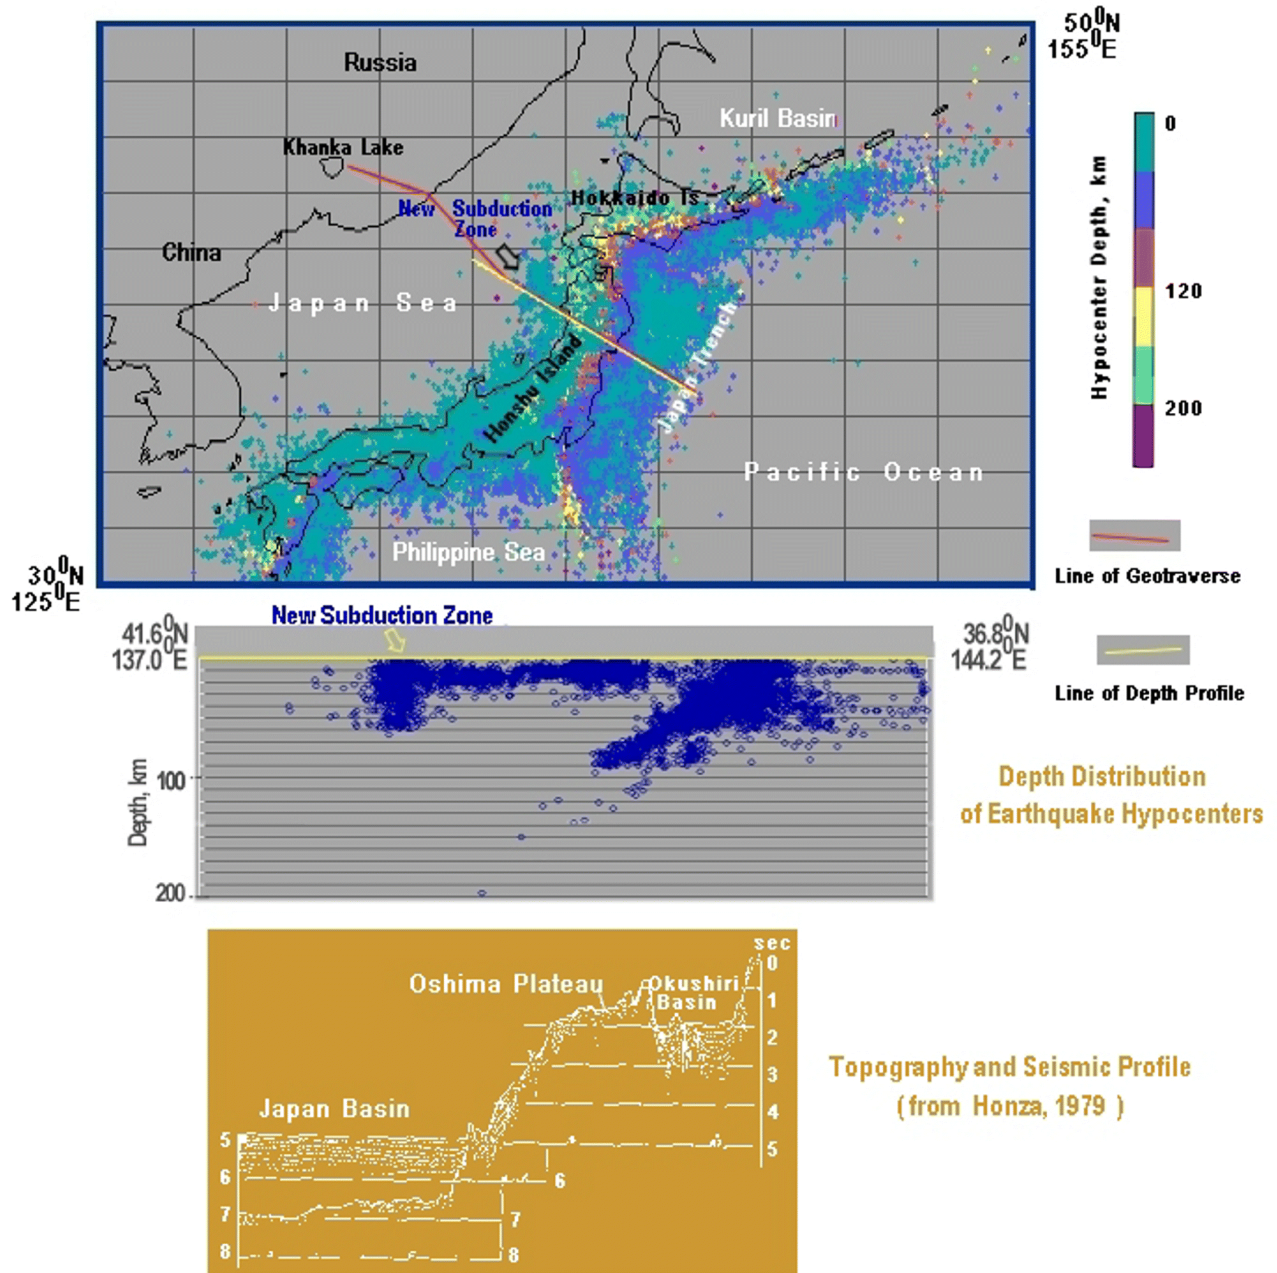 50⁰N
155⁰E
Russia
Kuril Basin
Khanka Lake
Hokkaido Is.
New Subduction
Zone
China
Japan Sea
Japan Trench
Honshu Island
Pacific Ocean
Philippine Sea
30⁰N
125⁰E
Hypocenter Depth, km
0
120
200
Line of Geotraverse
Line of Depth Profile
New Subduction Zone
41.6⁰N
137.0⁰E
36.8⁰N
144.2⁰E
Depth, km
100
200
Depth Distribution
of Earthquake Hypocenters
sec
0
1
2
3
4
5
Oshima Plateau
Okushiri
Basin
Japan Basin
5
6
7
8
6
7
8
Topography and Seismic Profile
(from Honza, 1979 )